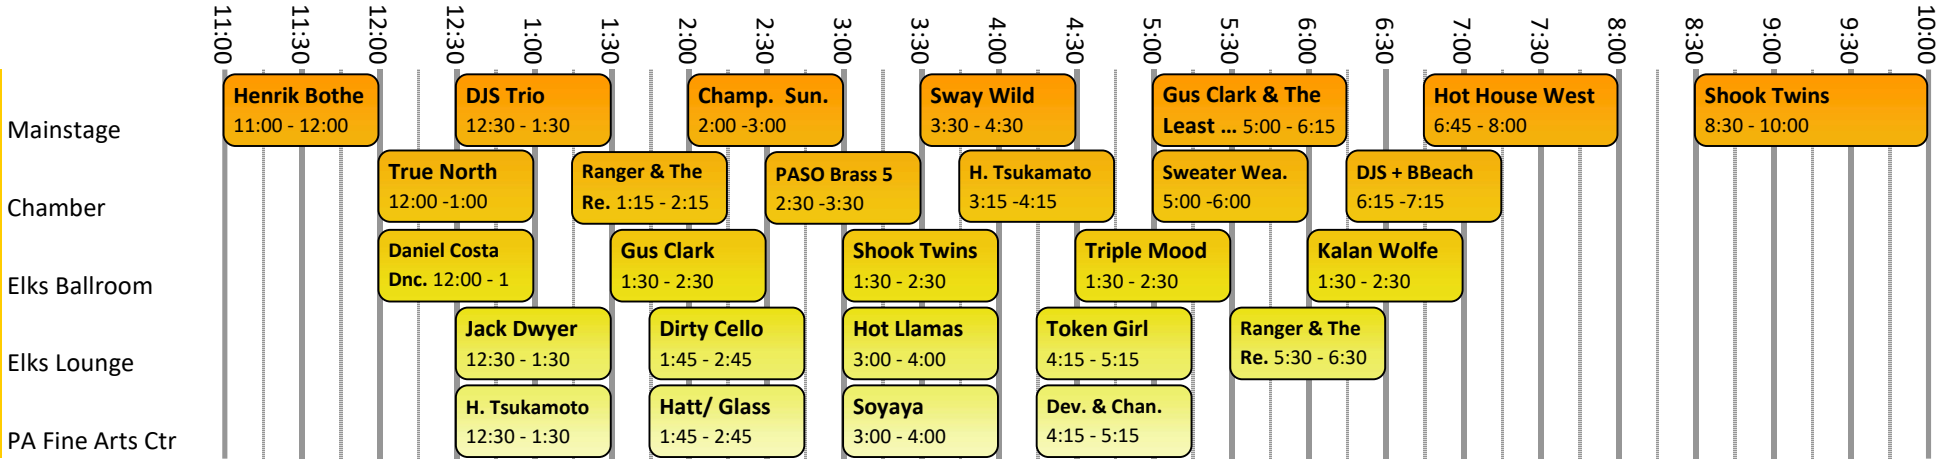 11:00 11:30 12:00 12:30 1:00 1:30 2:00 2:30 3:00 3:30 4:00 4:30 5:00 5:30 6:00 6:30 7:00 7:30 8:00 8:30 9:00 9:30 10:00
Mainstage
Henrik Bothe
11:00 - 12:00
DJS Trio
12:30 - 1:30
Champ. Sun.
2:00 -3:00
Sway Wild
3:30 - 4:30
Gus Clark & The
Least ... 5:00 - 6:15
Hot House West
6:45 - 8:00
Shook Twins
8:30 - 10:00
Chamber
True North
12:00 -1:00
Ranger & The
Re. 1:15 - 2:15
PASO Brass 5
2:30 -3:30
H. Tsukamato
3:15 -4:15
Sweater Wea.
5:00 -6:00
DJS + BBeach
6:15 -7:15
Elks Ballroom
Daniel Costa
Dnc. 12:00 - 1
Gus Clark
1:30 - 2:30
Shook Twins
1:30 - 2:30
Triple Mood
1:30 - 2:30
Kalan Wolfe
1:30 - 2:30
Elks Lounge
Jack Dwyer
12:30 - 1:30
Dirty Cello
1:45 - 2:45
Hot Llamas
3:00 - 4:00
Token Girl
4:15 - 5:15
Ranger & The
Re. 5:30 - 6:30
PA Fine Arts Ctr
H. Tsukamoto
12:30 - 1:30
Hatt/ Glass
1:45 - 2:45
Soyaya
3:00 - 4:00
Dev. & Chan.
4:15 - 5:15